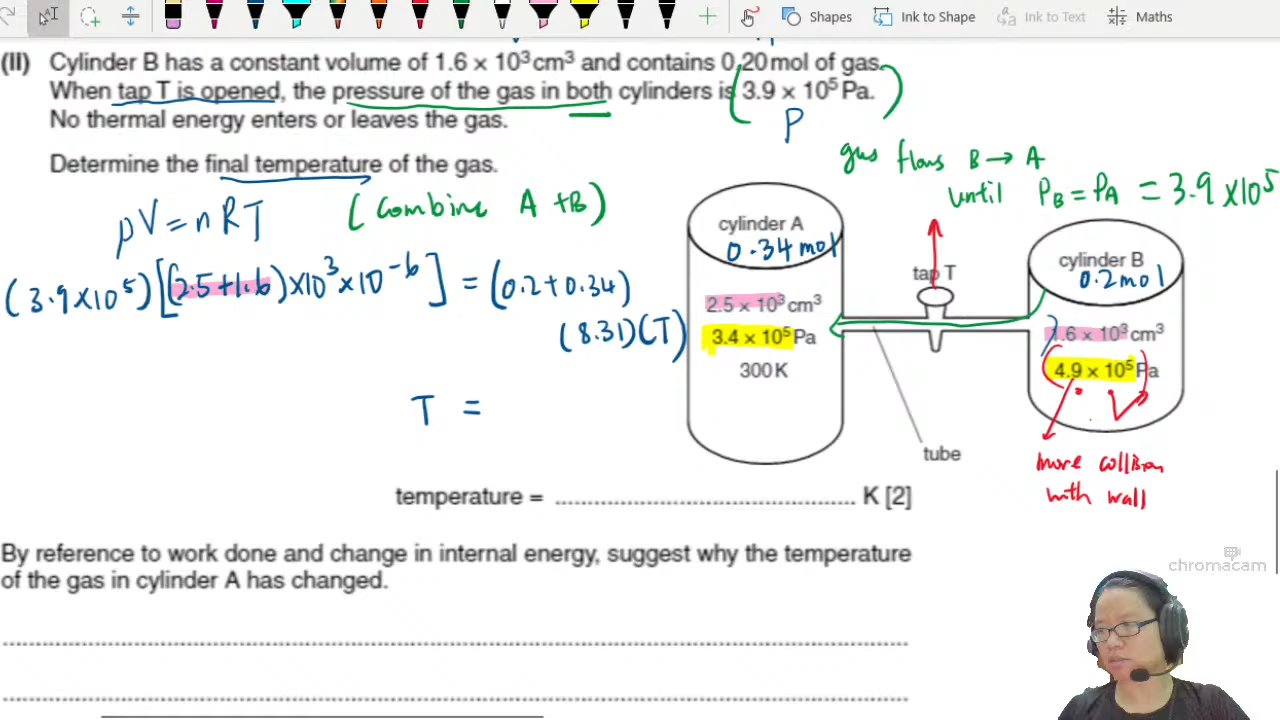 Shapes Ink to Shape Ink to Text Maths
(II) Cylinder B has a constant volume of 1.6 × 10³ cm³ and contains 0.20 mol of gas.
When tap T is opened, the pressure of the gas in both cylinders is 3.9 × 10⁵ Pa.
No thermal energy enters or leaves the gas.
P
Determine the final temperature of the gas.
gas flows B → A
until P_B = P_A = 3.9 × 10⁵
(combine A + B)
pV = nRT
(3.9 × 10⁵) [(2.5+1.6) × 10³ × 10⁻⁶] = (0.2 + 0.34)
(8.31)(T)
T =
cylinder A
0.34 mol
2.5 × 10³ cm³
3.4 × 10⁵ Pa
300 K
tap T
tube
cylinder B
0.2 mol
1.6 × 10³ cm³
4.9 × 10⁵ Pa
more collision
with wall
temperature = .................................................. K [2]
By reference to work done and change in internal energy, suggest why the temperature
of the gas in cylinder A has changed.
chromacam